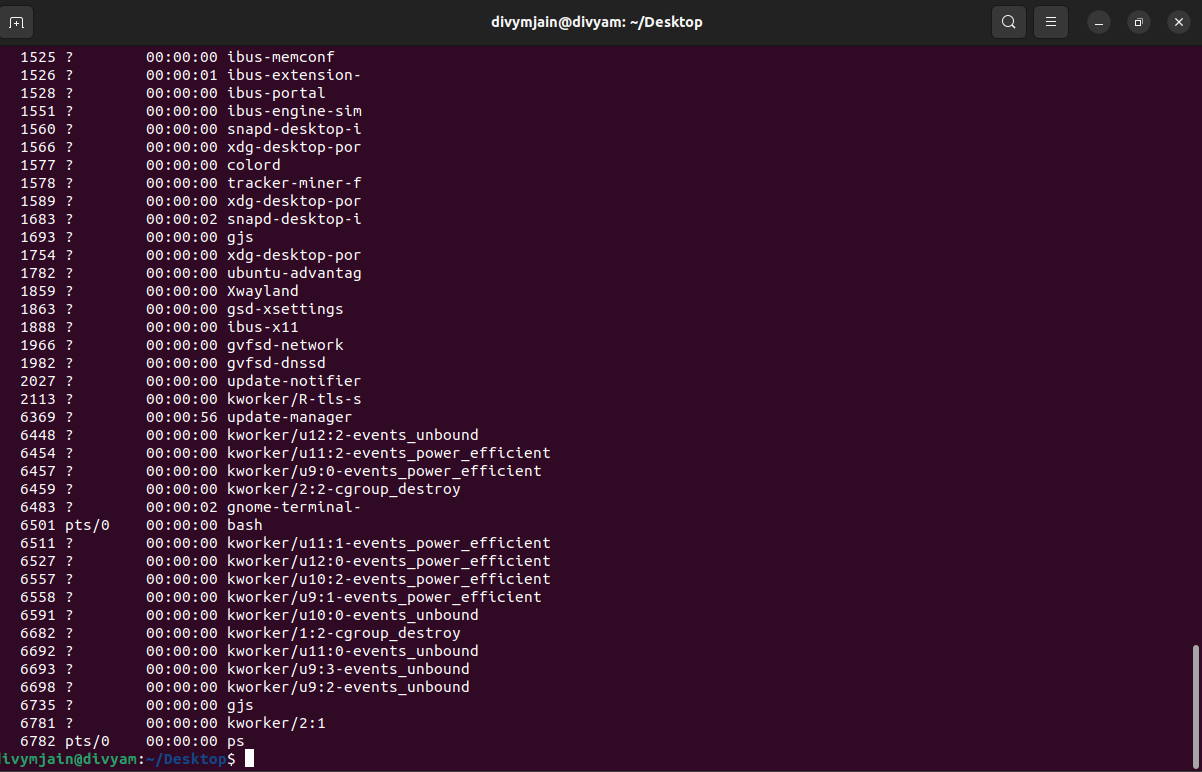 divymjain@divyam: ~/Desktop
1525 ? 00:00:00 ibus-memconf
1526 ? 00:00:01 ibus-extension-
1528 ? 00:00:00 ibus-portal
1551 ? 00:00:00 ibus-engine-sim
1560 ? 00:00:00 snapd-desktop-i
1566 ? 00:00:00 xdg-desktop-por
1577 ? 00:00:00 colord
1578 ? 00:00:00 tracker-miner-f
1589 ? 00:00:00 xdg-desktop-por
1683 ? 00:00:02 snapd-desktop-i
1693 ? 00:00:00 gjs
1754 ? 00:00:00 xdg-desktop-por
1782 ? 00:00:00 ubuntu-advantag
1859 ? 00:00:00 Xwayland
1863 ? 00:00:00 gsd-xsettings
1888 ? 00:00:00 ibus-x11
1966 ? 00:00:00 gvfsd-network
1982 ? 00:00:00 gvfsd-dnssd
2027 ? 00:00:00 update-notifier
2113 ? 00:00:00 kworker/R-tls-s
6369 ? 00:00:56 update-manager
6448 ? 00:00:00 kworker/u12:2-events_unbound
6454 ? 00:00:00 kworker/u11:2-events_power_efficient
6457 ? 00:00:00 kworker/u9:0-events_power_efficient
6459 ? 00:00:00 kworker/2:2-cgroup_destroy
6483 ? 00:00:02 gnome-terminal-
6501 pts/0 00:00:00 bash
6511 ? 00:00:00 kworker/u11:1-events_power_efficient
6527 ? 00:00:00 kworker/u12:0-events_power_efficient
6557 ? 00:00:00 kworker/u10:2-events_power_efficient
6558 ? 00:00:00 kworker/u9:1-events_power_efficient
6591 ? 00:00:00 kworker/u10:0-events_unbound
6682 ? 00:00:00 kworker/1:2-cgroup_destroy
6692 ? 00:00:00 kworker/u11:0-events_unbound
6693 ? 00:00:00 kworker/u9:3-events_unbound
6698 ? 00:00:00 kworker/u9:2-events_unbound
6735 ? 00:00:00 gjs
6781 ? 00:00:00 kworker/2:1
6782 pts/0 00:00:00 ps
divymjain@divyam:~/Desktop$